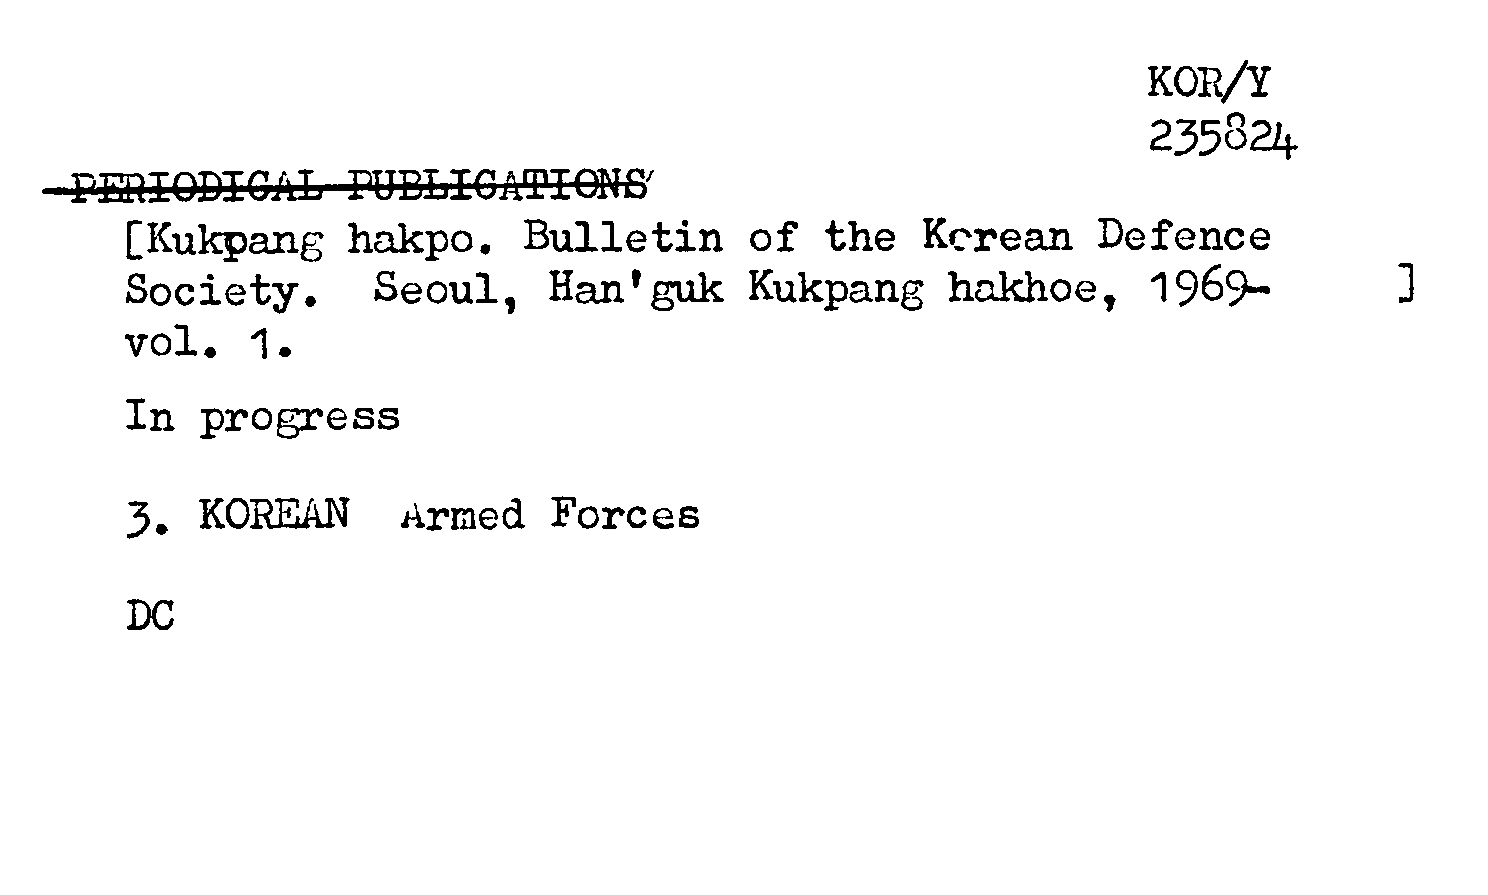 KOR/Y
235824
PERIODICAL PUBLICATIONS
[Kukpang hakpo. Bulletin of the Korean Defence
Society. Seoul, Han'guk Kukpang hakhoe, 1969- ]
vol. 1.
In progress
3. KOREAN Armed Forces
DC